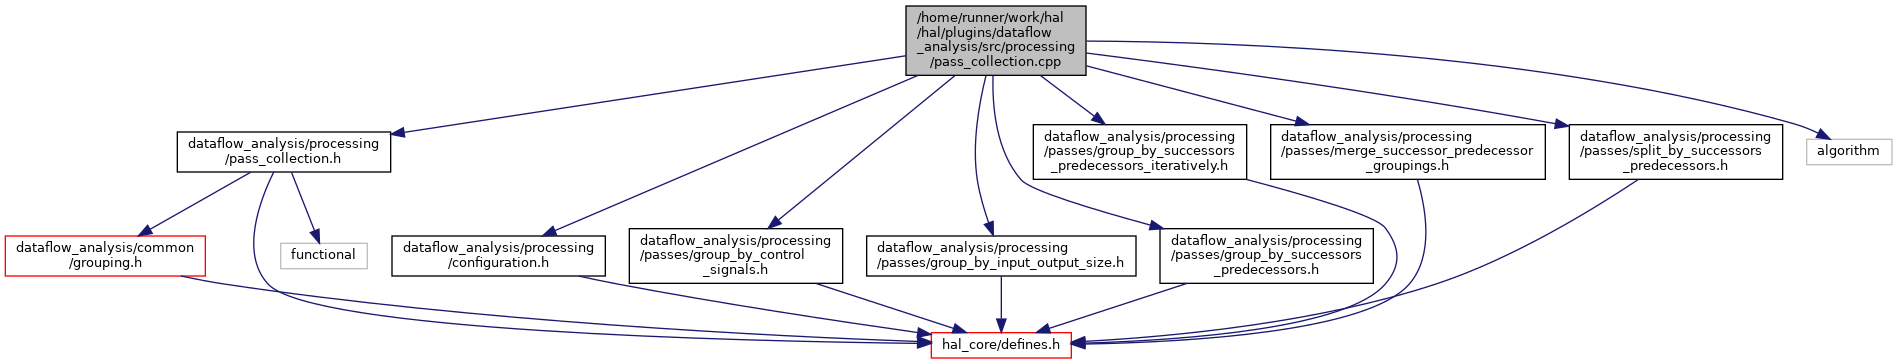 /home/runner/work/hal
/hal/plugins/dataflow
_analysis/src/processing
/pass_collection.cpp
dataflow_analysis/processing
/pass_collection.h
dataflow_analysis/processing
/passes/group_by_successors
_predecessors_iteratively.h
dataflow_analysis/processing
/passes/merge_successor_predecessor
_groupings.h
dataflow_analysis/processing
/passes/split_by_successors
_predecessors.h
algorithm
dataflow_analysis/common
/grouping.h
functional
dataflow_analysis/processing
/configuration.h
dataflow_analysis/processing
/passes/group_by_control
_signals.h
dataflow_analysis/processing
/passes/group_by_input_output_size.h
dataflow_analysis/processing
/passes/group_by_successors
_predecessors.h
hal_core/defines.h